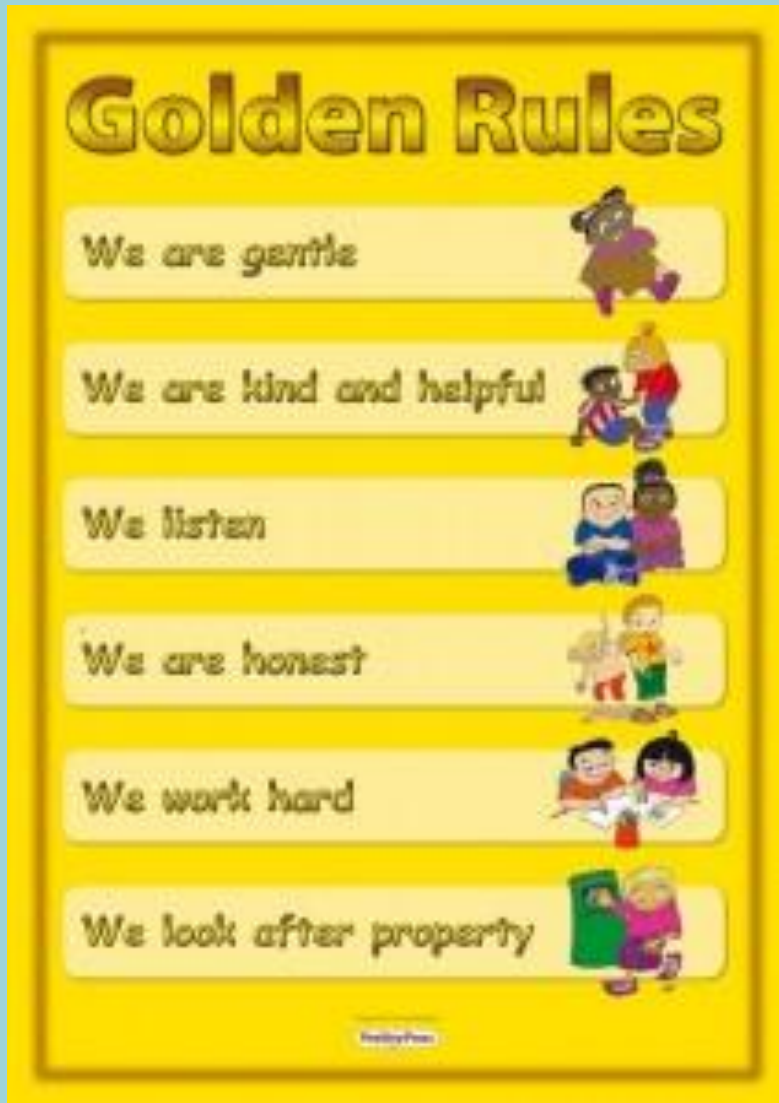 Golden Rules
We are gentle
We are kind and helpful
We listen
We are honest
We work hard
We look after property